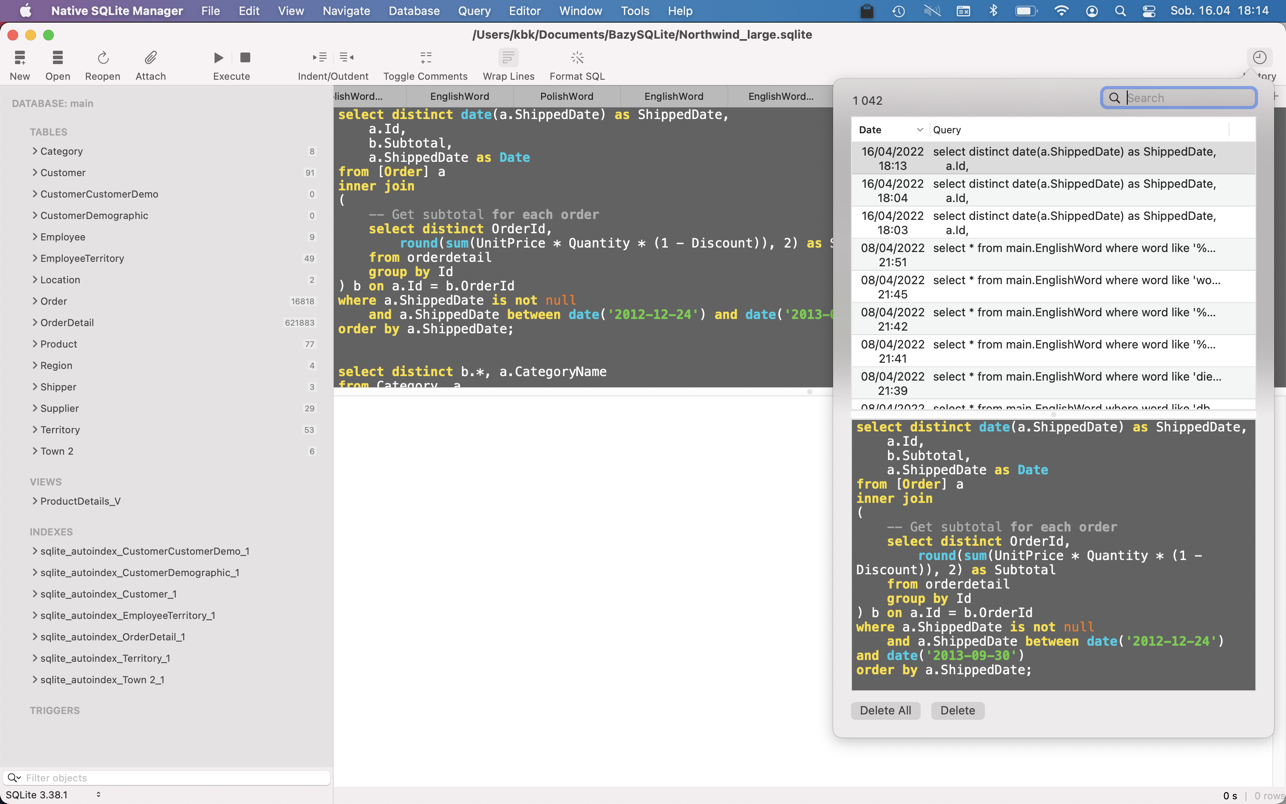 Native SQLite Manager File Edit View Navigate Database Query Editor Window Tools Help Sob. 16.04 18:14
/Users/kbk/Documents/BazySQLite/Northwind_large.sqlite
New Open Reopen Attach Execute Indent/Outdent Toggle Comments Wrap Lines Format SQL
DATABASE: main
TABLES
Category 8
Customer 91
CustomerCustomerDemo 0
CustomerDemographic 0
Employee 9
EmployeeTerritory 49
Location 2
Order 16818
OrderDetail 621883
Product 77
Region 4
Shipper 3
Supplier 29
Territory 53
Town 2 6
VIEWS
ProductDetails_V
INDEXES
sqlite_autoindex_CustomerCustomerDemo_1
sqlite_autoindex_CustomerDemographic_1
sqlite_autoindex_Customer_1
sqlite_autoindex_EmployeeTerritory_1
sqlite_autoindex_OrderDetail_1
sqlite_autoindex_Territory_1
sqlite_autoindex_Town 2_1
TRIGGERS
Filter objects
SQLite 3.38.1
lishWord... EnglishWord PolishWord EnglishWord EnglishWord...
select distinct date(a.ShippedDate) as ShippedDate,
a.Id,
b.Subtotal,
a.ShippedDate as Date
from [Order] a
inner join
(
-- Get subtotal for each order
select distinct OrderId,
round(sum(UnitPrice * Quantity * (1 - Discount)), 2) as S
from orderdetail
group by Id
) b on a.Id = b.OrderId
where a.ShippedDate is not null
and a.ShippedDate between date('2012-12-24') and date('2013-0
order by a.ShippedDate;
select distinct b.*, a.CategoryName
from Category a
1 042 Search
Date Query
16/04/2022 select distinct date(a.ShippedDate) as ShippedDate,
18:13 a.Id,
16/04/2022 select distinct date(a.ShippedDate) as ShippedDate,
18:04 a.Id,
16/04/2022 select distinct date(a.ShippedDate) as ShippedDate,
18:03 a.Id,
08/04/2022 select * from main.EnglishWord where word like '%...
21:51
08/04/2022 select * from main.EnglishWord where word like 'wo...
21:45
08/04/2022 select * from main.EnglishWord where word like '%...
21:42
08/04/2022 select * from main.EnglishWord where word like '%...
21:41
08/04/2022 select * from main.EnglishWord where word like 'die...
21:39
08/04/2022 select * from main.EnglishWord where word like 'dh
select distinct date(a.ShippedDate) as ShippedDate,
a.Id,
b.Subtotal,
a.ShippedDate as Date
from [Order] a
inner join
(
-- Get subtotal for each order
select distinct OrderId,
round(sum(UnitPrice * Quantity * (1 -
Discount)), 2) as Subtotal
from orderdetail
group by Id
) b on a.Id = b.OrderId
where a.ShippedDate is not null
and a.ShippedDate between date('2012-12-24')
and date('2013-09-30')
order by a.ShippedDate;
Delete All Delete
0 s 0 rows